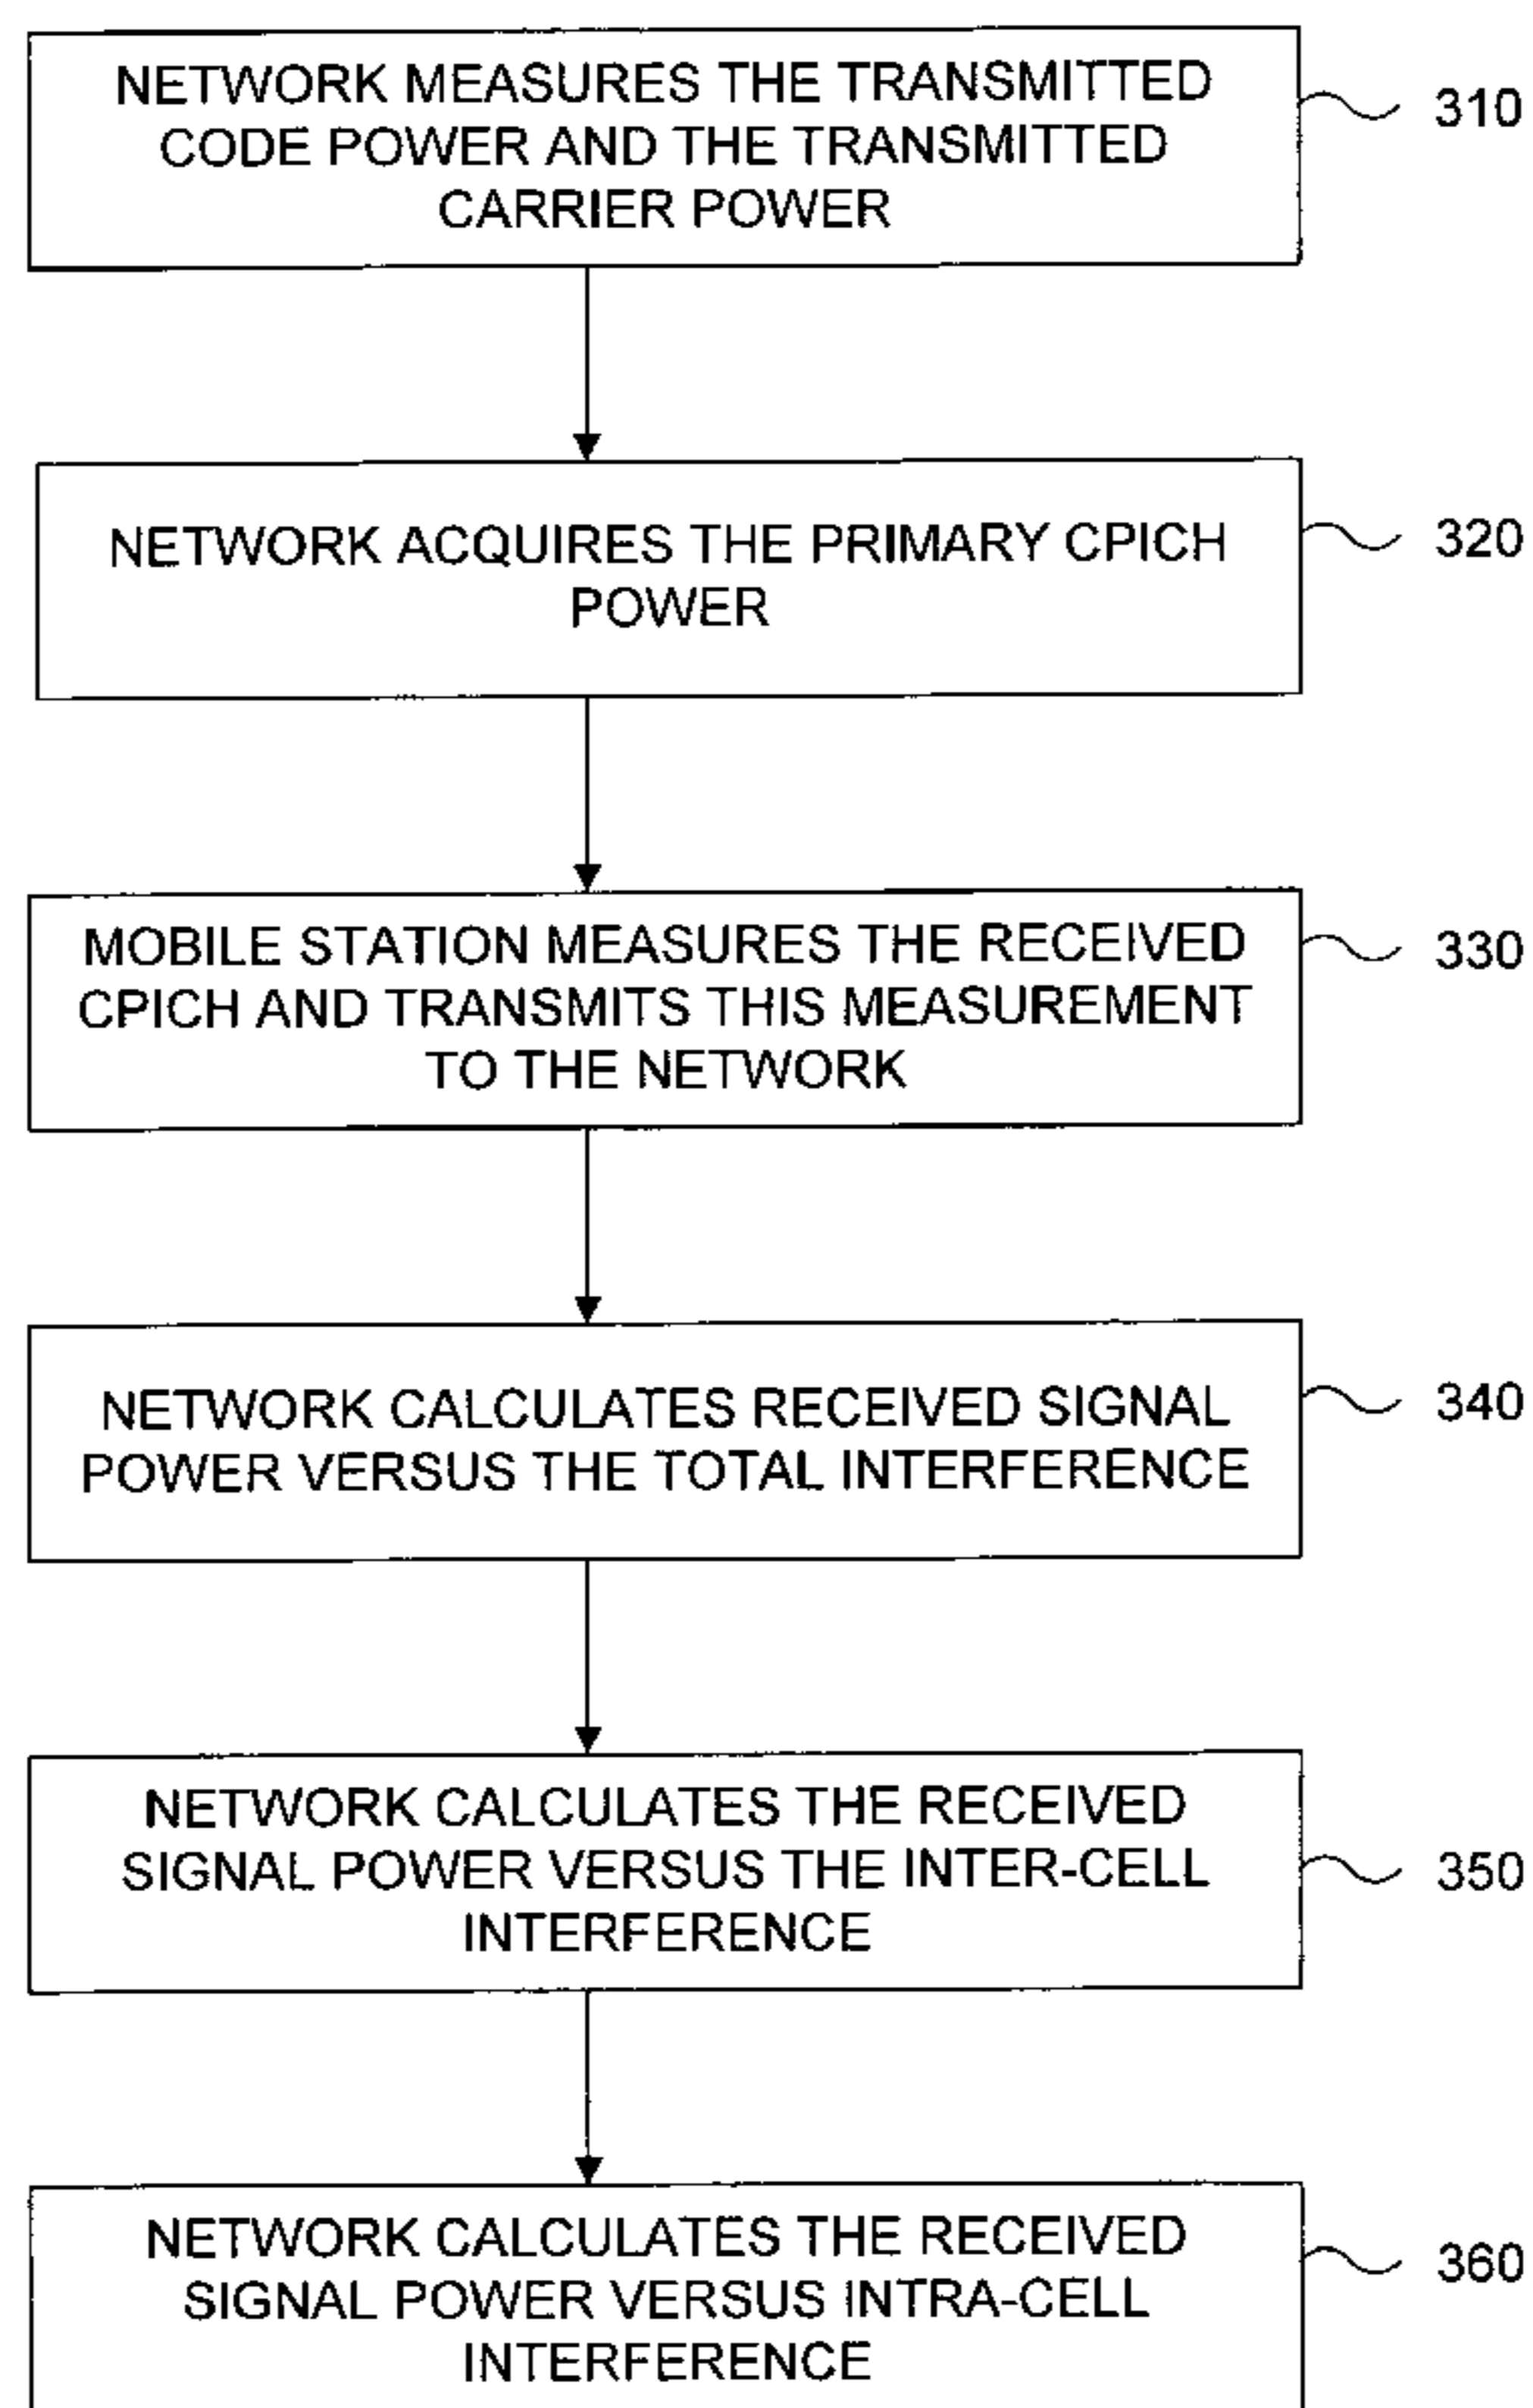 NETWORK MEASURES THE TRANSMITTED
CODE POWER AND THE TRANSMITTED
CARRIER POWER
310
NETWORK ACQUIRES THE PRIMARY CPICH
POWER
320
MOBILE STATION MEASURES THE RECEIVED
CPICH AND TRANSMITS THIS MEASUREMENT
TO THE NETWORK
330
NETWORK CALCULATES RECEIVED SIGNAL
POWER VERSUS THE TOTAL INTERFERENCE
340
NETWORK CALCULATES THE RECEIVED
SIGNAL POWER VERSUS THE INTER-CELL
INTERFERENCE
350
NETWORK CALCULATES THE RECEIVED
SIGNAL POWER VERSUS INTRA-CELL
INTERFERENCE
360